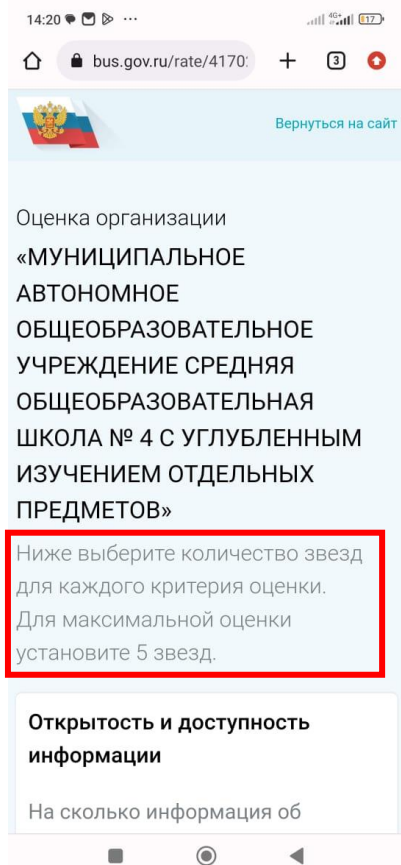 14:20
4G+
17
bus.gov.ru/rate/4170
3
Вернуться на сайт
Оценка организации
«МУНИЦИПАЛЬНОЕ
АВТОНОМНОЕ
ОБЩЕОБРАЗОВАТЕЛЬНОЕ
УЧРЕЖДЕНИЕ СРЕДНЯЯ
ОБЩЕОБРАЗОВАТЕЛЬНАЯ
ШКОЛА № 4 С УГЛУБЛЕННЫМ
ИЗУЧЕНИЕМ ОТДЕЛЬНЫХ
ПРЕДМЕТОВ»
Ниже выберите количество звезд
для каждого критерия оценки.
Для максимальной оценки
установите 5 звезд.
Открытость и доступность
информации
На сколько информация об